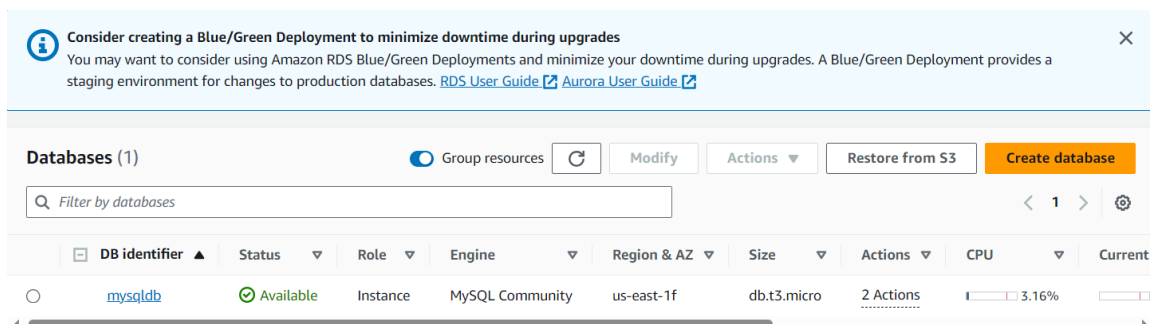 Consider creating a Blue/Green Deployment to minimize downtime during upgrades
You may want to consider using Amazon RDS Blue/Green Deployments and minimize your downtime during upgrades. A Blue/Green Deployment provides a
staging environment for changes to production databases. RDS User Guide Aurora User Guide
Databases (1) Group resources Modify Actions Restore from S3 Create database
Filter by databases 1
DB identifier Status Role Engine Region & AZ Size Actions CPU Current
mysqldb Available Instance MySQL Community us-east-1f db.t3.micro 2 Actions 3.16%